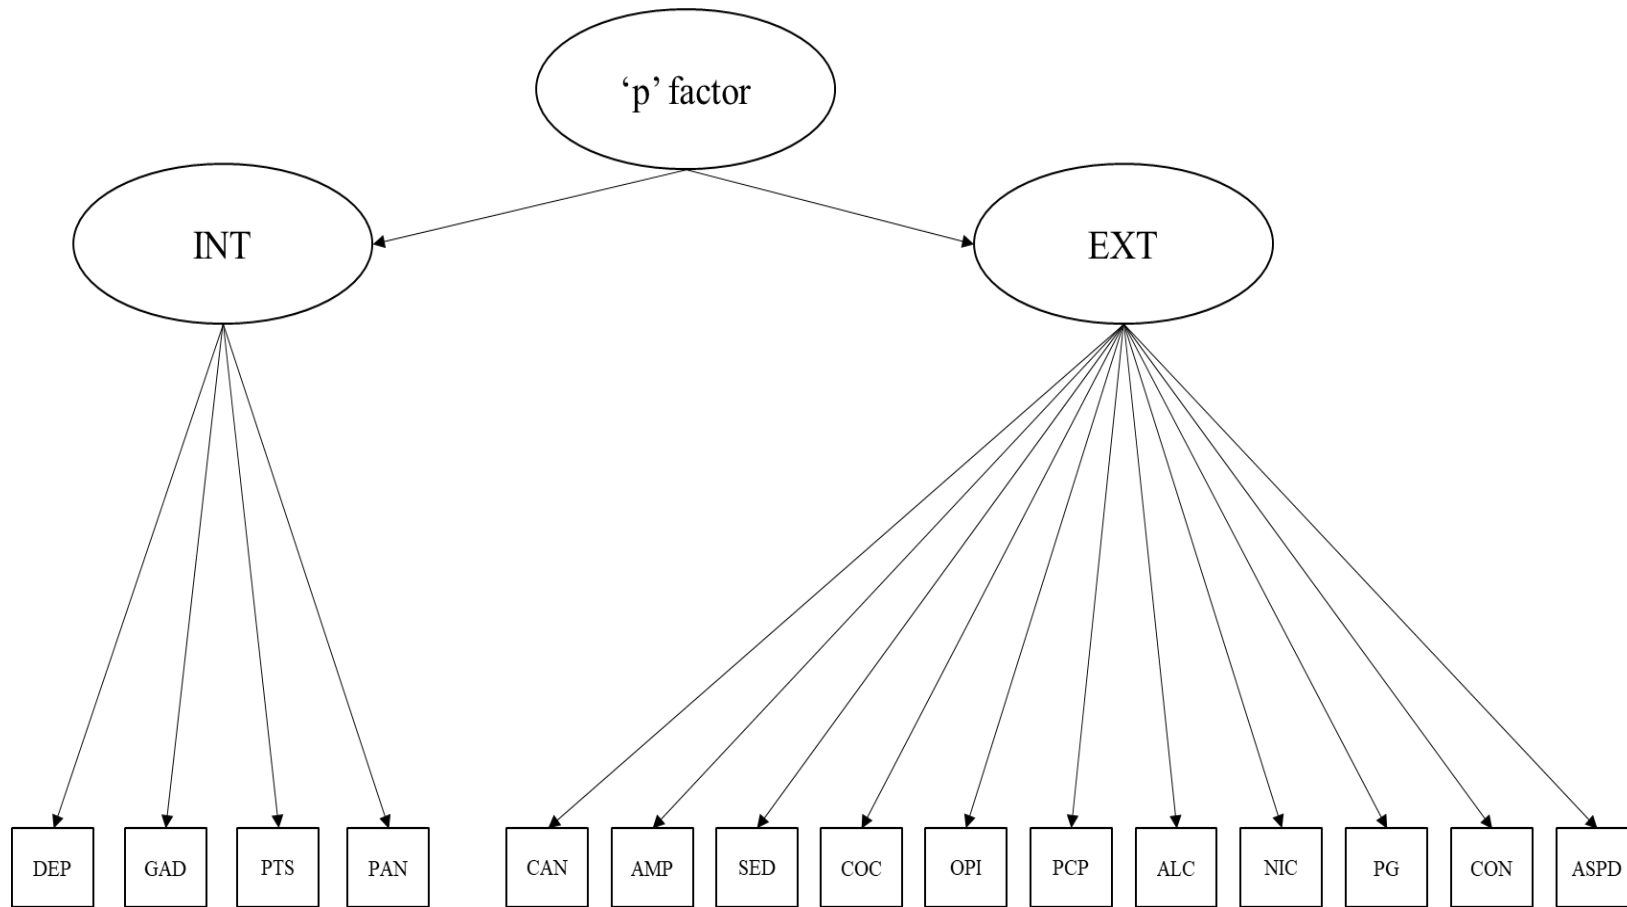 ‘p’ factor
INT
EXT
DEP
GAD
PTS
PAN
CAN
AMP
SED
COC
OPI
PCP
ALC
NIC
PG
CON
ASPD